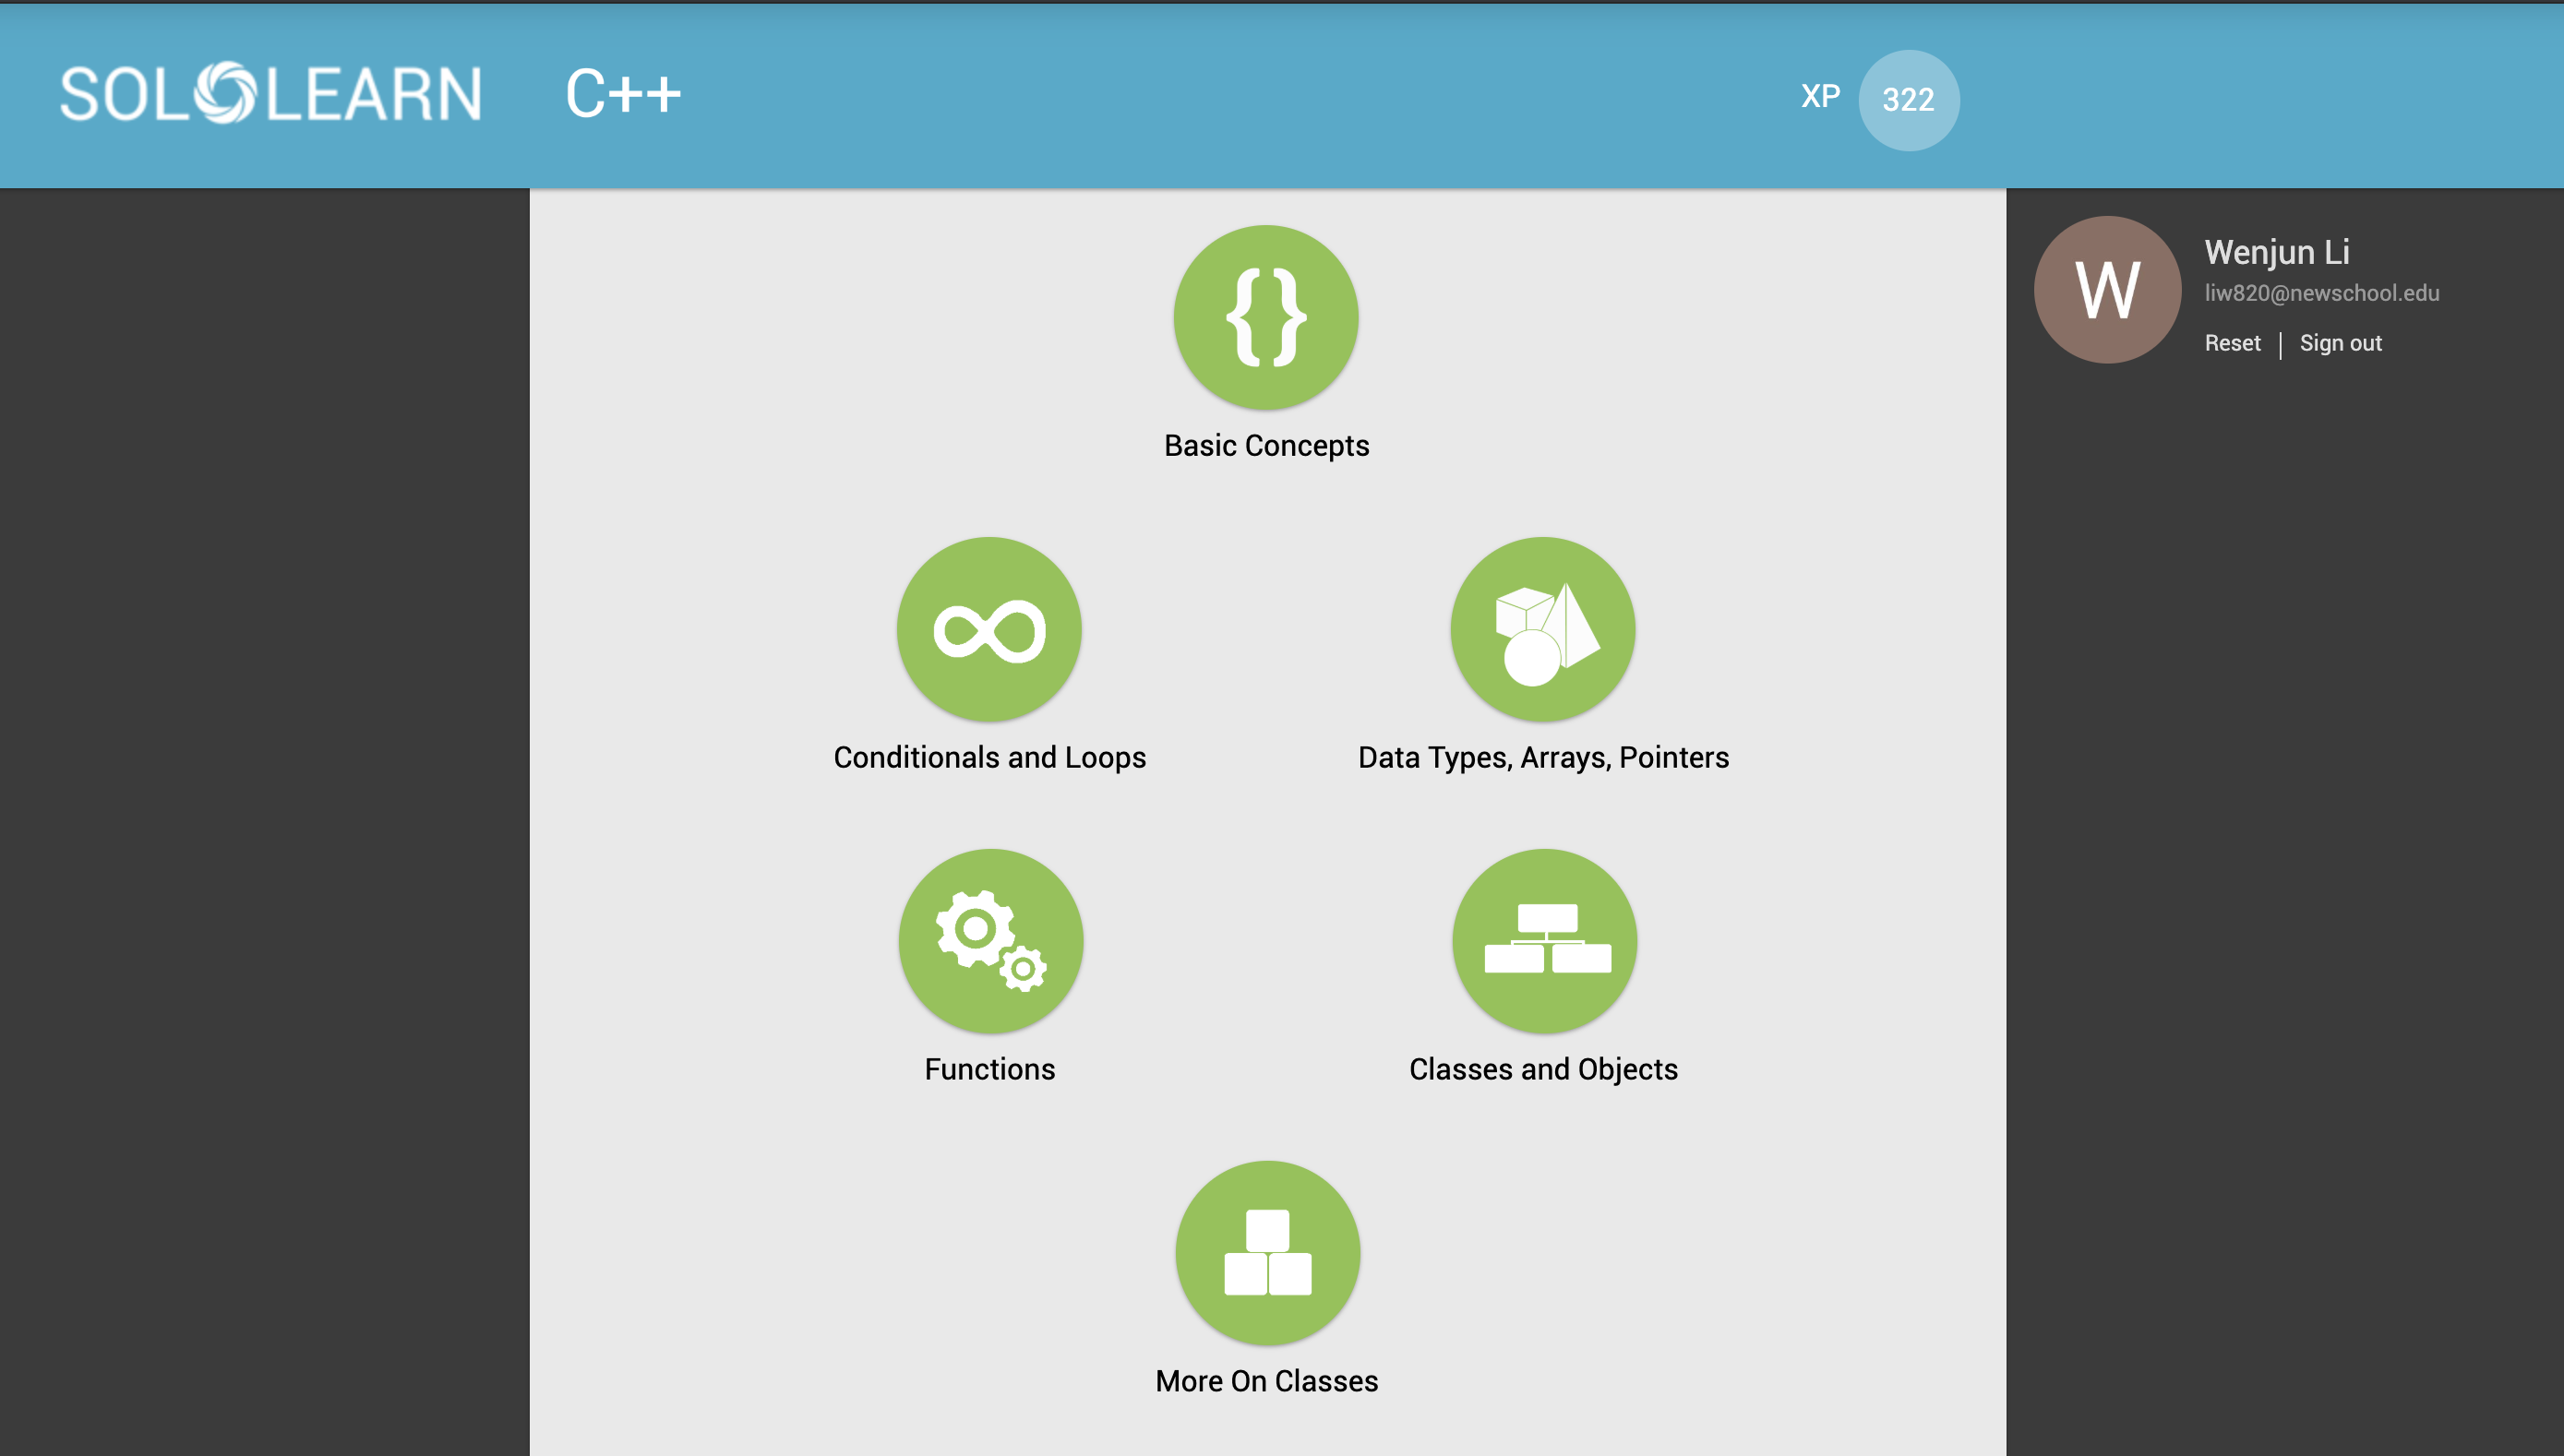 SOLOLEARN C++ XP 322
Wenjun Li
liw820@newschool.edu
Reset | Sign out
W
{}
Basic Concepts
Conditionals and Loops
Data Types, Arrays, Pointers
Functions
Classes and Objects
More On Classes